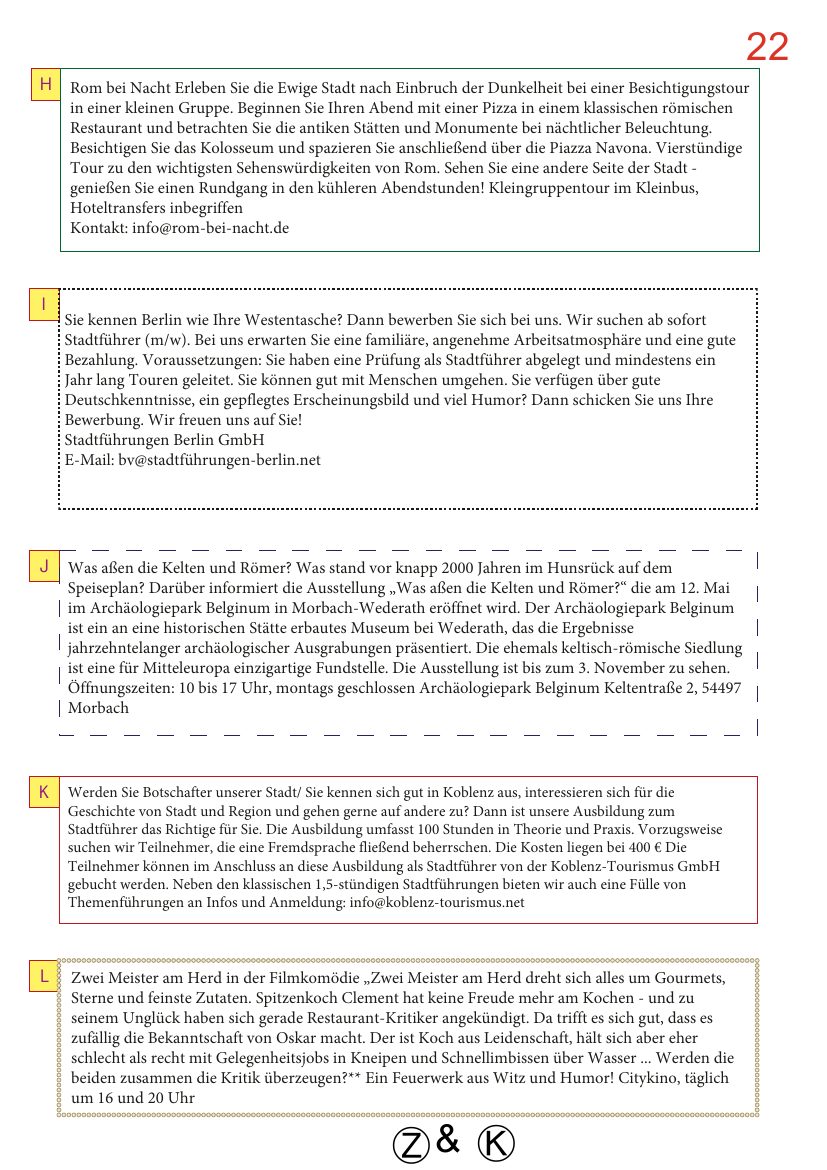 22
H
Rom bei Nacht Erleben Sie die Ewige Stadt nach Einbruch der Dunkelheit bei einer Besichtigungstour
in einer kleinen Gruppe. Beginnen Sie Ihren Abend mit einer Pizza in einem klassischen römischen
Restaurant und betrachten Sie die antiken Stätten und Monumente bei nächtlicher Beleuchtung.
Besichtigen Sie das Kolosseum und spazieren Sie anschließend über die Piazza Navona. Vierstündige
Tour zu den wichtigsten Sehenswürdigkeiten von Rom. Sehen Sie eine andere Seite der Stadt -
genießen Sie einen Rundgang in den kühleren Abendstunden! Kleingruppentour im Kleinbus,
Hoteltransfers inbegriffen
Kontakt: info@rom-bei-nacht.de
I
Sie kennen Berlin wie Ihre Westentasche? Dann bewerben Sie sich bei uns. Wir suchen ab sofort
Stadtführer (m/w). Bei uns erwarten Sie eine familiäre, angenehme Arbeitsatmosphäre und eine gute
Bezahlung. Voraussetzungen: Sie haben eine Prüfung als Stadtführer abgelegt und mindestens ein
Jahr lang Touren geleitet. Sie können gut mit Menschen umgehen. Sie verfügen über gute
Deutschkenntnisse, ein gepflegtes Erscheinungsbild und viel Humor? Dann schicken Sie uns Ihre
Bewerbung. Wir freuen uns auf Sie!
Stadtführungen Berlin GmbH
E-Mail: bv@stadtführungen-berlin.net
J
Was aßen die Kelten und Römer? Was stand vor knapp 2000 Jahren im Hunsrück auf dem
Speiseplan? Darüber informiert die Ausstellung „Was aßen die Kelten und Römer?“ die am 12. Mai
im Archäologiepark Belginum in Morbach-Wederath eröffnet wird. Der Archäologiepark Belginum
ist ein an eine historischen Stätte erbautes Museum bei Wederath, das die Ergebnisse
jahrzehntelanger archäologischer Ausgrabungen präsentiert. Die ehemals keltisch-römische Siedlung
ist eine für Mitteleuropa einzigartige Fundstelle. Die Ausstellung ist bis zum 3. November zu sehen.
Öffnungszeiten: 10 bis 17 Uhr, montags geschlossen Archäologiepark Belginum Keltentraße 2, 54497
Morbach
K
Werden Sie Botschafter unserer Stadt/ Sie kennen sich gut in Koblenz aus, interessieren sich für die
Geschichte von Stadt und Region und gehen gerne auf andere zu? Dann ist unsere Ausbildung zum
Stadtführer das Richtige für Sie. Die Ausbildung umfasst 100 Stunden in Theorie und Praxis. Vorzugsweise
suchen wir Teilnehmer, die eine Fremdsprache fließend beherrschen. Die Kosten liegen bei 400 € Die
Teilnehmer können im Anschluss an diese Ausbildung als Stadtführer von der Koblenz-Tourismus GmbH
gebucht werden. Neben den klassischen 1,5-stündigen Stadtführungen bieten wir auch eine Fülle von
Themenführungen an Infos und Anmeldung: info@koblenz-tourismus.net
L
Zwei Meister am Herd in der Filmkomödie „Zwei Meister am Herd dreht sich alles um Gourmets,
Sterne und feinste Zutaten. Spitzenkoch Clement hat keine Freude mehr am Kochen - und zu
seinem Unglück haben sich gerade Restaurant-Kritiker angekündigt. Da trifft es sich gut, dass es
zufällig die Bekanntschaft von Oskar macht. Der ist Koch aus Leidenschaft, hält sich aber eher
schlecht als recht mit Gelegenheitsjobs in Kneipen und Schnellimbissen über Wasser ... Werden die
beiden zusammen die Kritik überzeugen?** Ein Feuerwerk aus Witz und Humor! Citykino, täglich
um 16 und 20 Uhr
Z & K